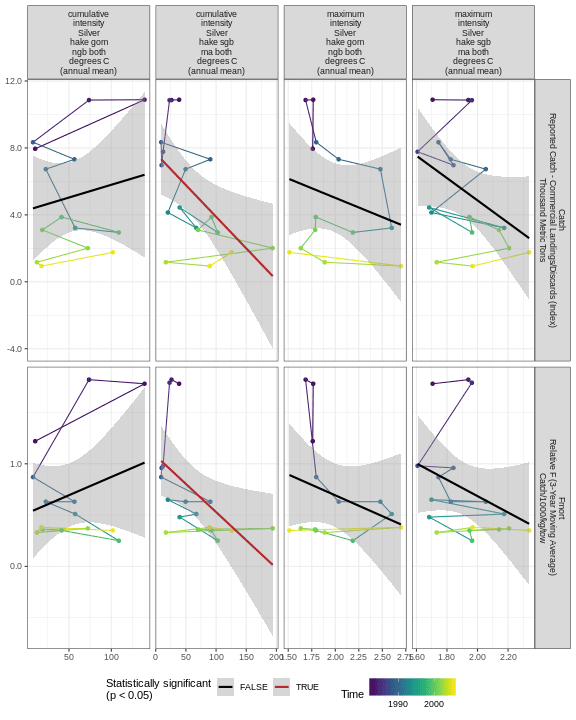 cumulative
intensity
Silver
hake gom
ngb both
degrees C
(annual mean)
cumulative
intensity
Silver
hake sgb
ma both
degrees C
(annual mean)
maximum
intensity
Silver
hake gom
ngb both
degrees C
(annual mean)
maximum
intensity
Silver
hake sgb
ma both
degrees C
(annual mean)
12.0
8.0
4.0
0.0
-4.0
Catch
Reported Catch - Commercial Landings/Discards (Index)
Thousand Metric Tons
1.0
0.0
Fmort
Relative F (3-Year Moving Average)
Catch/1000/kg/tow
50 100
0 50 100 150 200
1.50 1.75 2.00 2.25 2.50 2.75
1.60 1.80 2.00 2.20
Statistically significant
(p < 0.05)
FALSE TRUE
Time
1990 2000